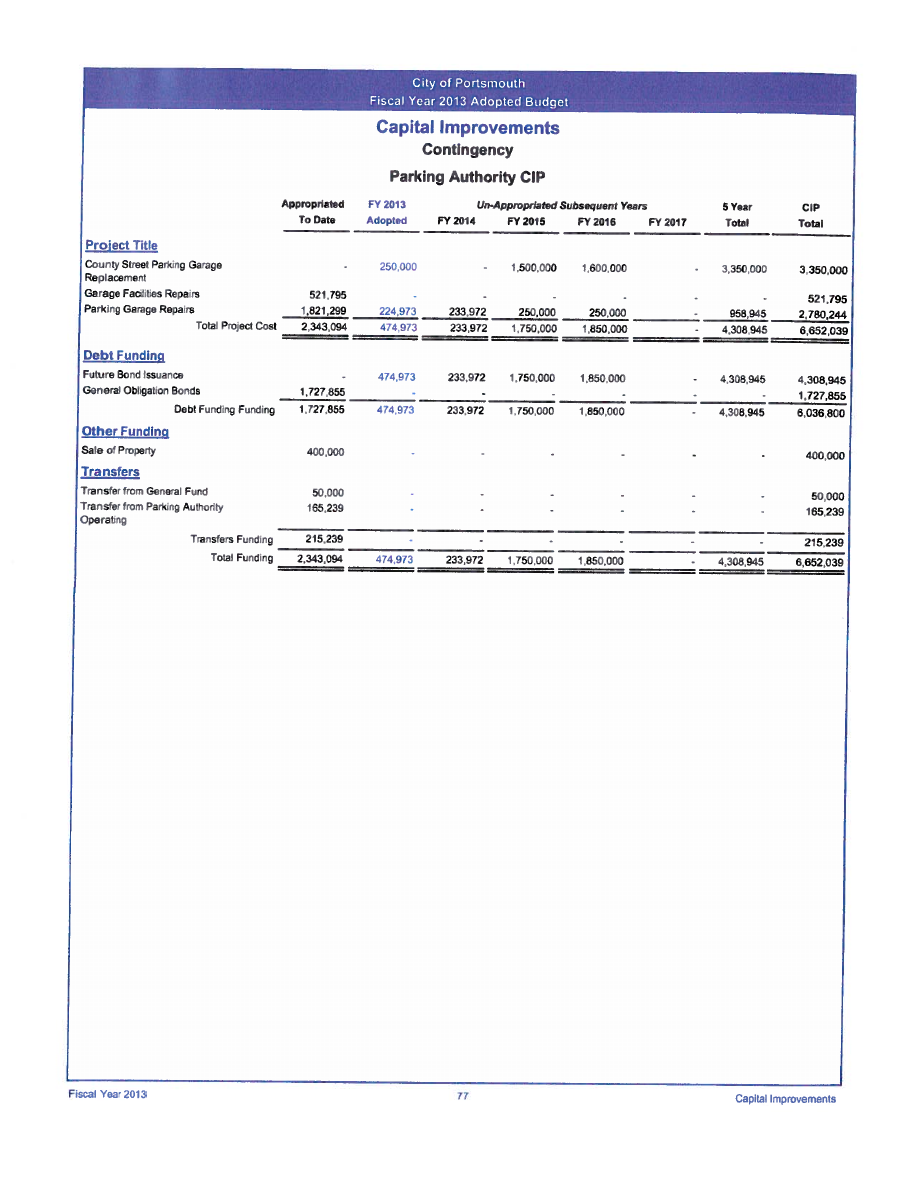 City of Portsmouth
Fiscal Year 2013 Adopted Budget
Capital Improvements
Contingency
Parking Authority CIP
Appropriated FY 2013 Un-Appropriated Subsequent Years 5 Year CIP
To Date Adopted FY 2014 FY 2015 FY 2016 FY 2017 Total Total
Project Title
County Street Parking Garage - 250,000 - 1,500,000 1,600,000 - 3,350,000 3,350,000
Replacement
Garage Facilities Repairs 521,795 - - - - - - 521,795
Parking Garage Repairs 1,821,299 224,973 233,972 250,000 250,000 - 958,945 2,780,244
Total Project Cost 2,343,094 474,973 233,972 1,750,000 1,850,000 - 4,308,945 6,652,039
Debt Funding
Future Bond Issuance - 474,973 233,972 1,750,000 1,850,000 - 4,308,945 4,308,945
General Obligation Bonds 1,727,855 - - - - - - 1,727,855
Debt Funding Funding 1,727,855 474,973 233,972 1,750,000 1,850,000 - 4,308,945 6,036,800
Other Funding
Sale of Property 400,000 - - - - - - 400,000
Transfers
Transfer from General Fund 50,000 - - - - - - 50,000
Transfer from Parking Authority 165,239 - - - - - - 165,239
Operating
Transfers Funding 215,239 - - - - - - 215,239
Total Funding 2,343,094 474,973 233,972 1,750,000 1,850,000 - 4,308,945 6,652,039
Fiscal Year 2013 77 Capital Improvements